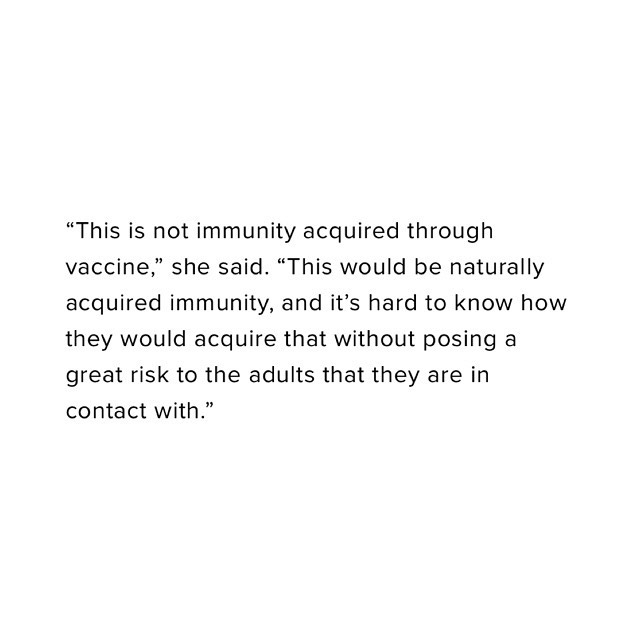 “This is not immunity acquired through
vaccine,” she said. “This would be naturally
acquired immunity, and it’s hard to know how
they would acquire that without posing a
great risk to the adults that they are in
contact with.”